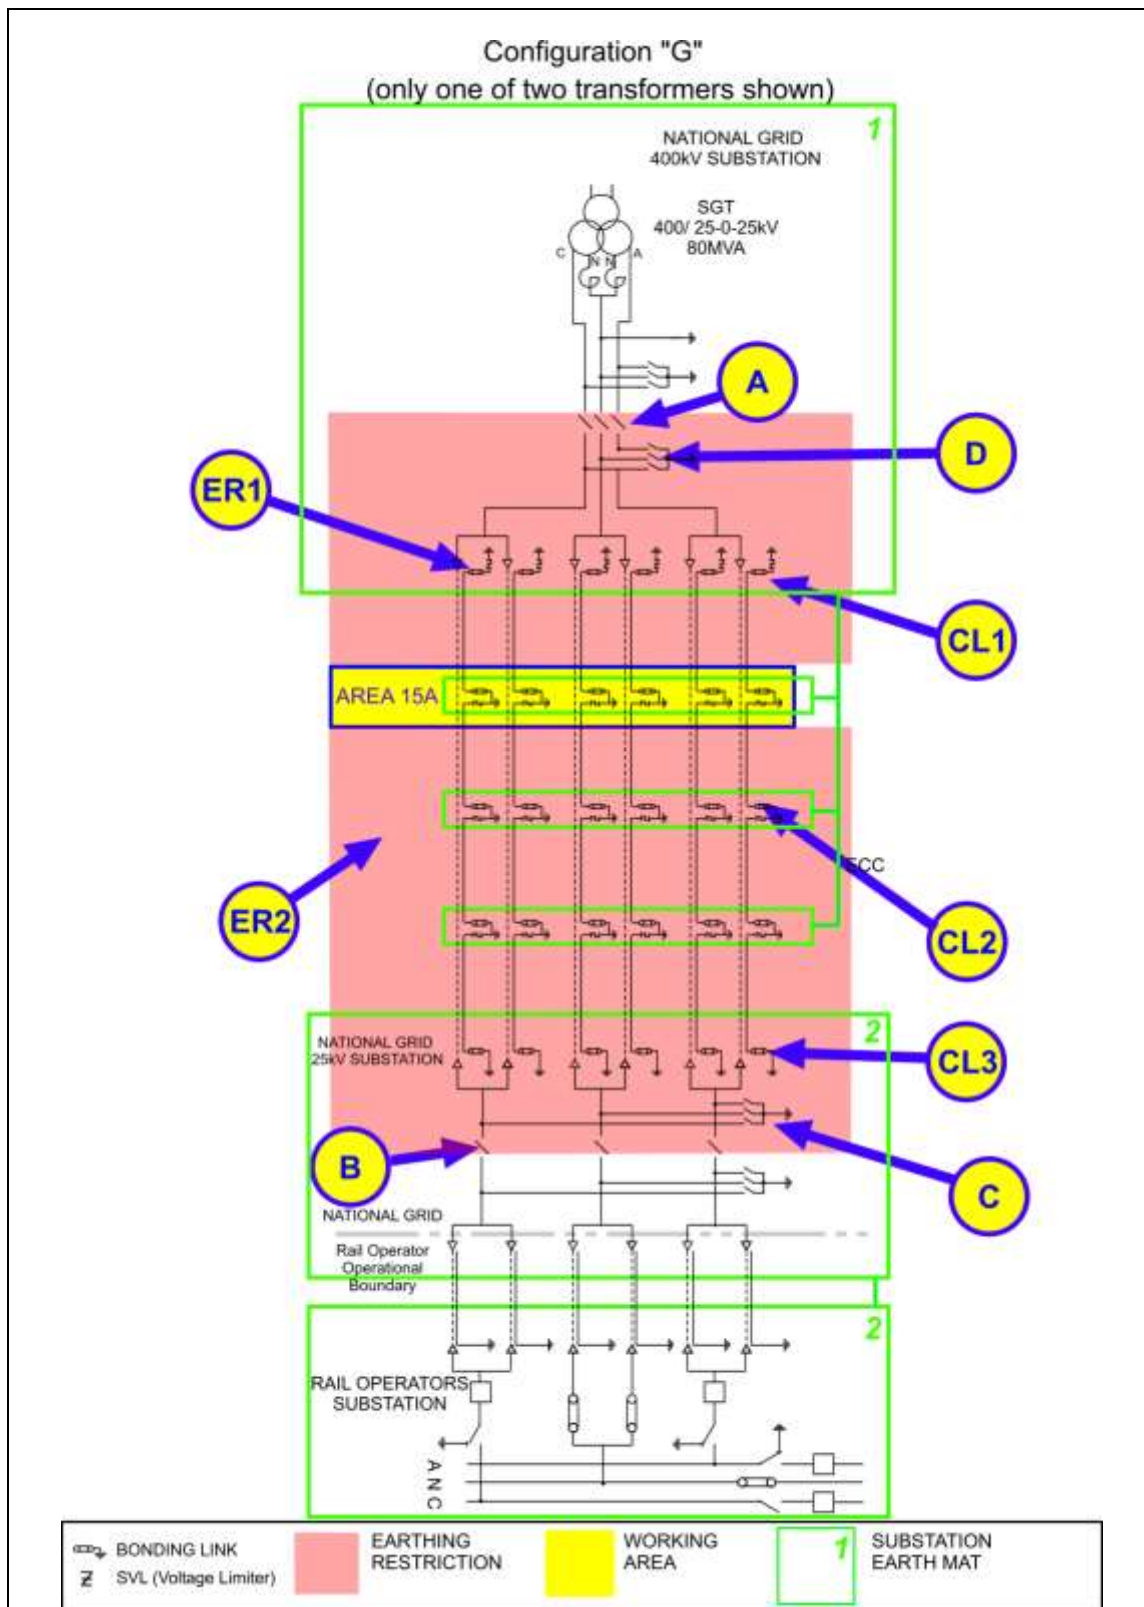 Configuration "G"
(only one of two transformers shown)
1
NATIONAL GRID
400kV SUBSTATION
SGT
400/ 25-0-25kV
80MVA
C
N N
A
A
D
ER1
CL1
AREA 15A
ECC
ER2
CL2
2
NATIONAL GRID
25kV SUBSTATION
CL3
B
C
NATIONAL GRID
Rail Operator
Operational
Boundary
2
RAIL OPERATORS
SUBSTATION
A
N
C
BONDING LINK
SVL (Voltage Limiter)
EARTHING
RESTRICTION
WORKING
AREA
1
SUBSTATION
EARTH MAT